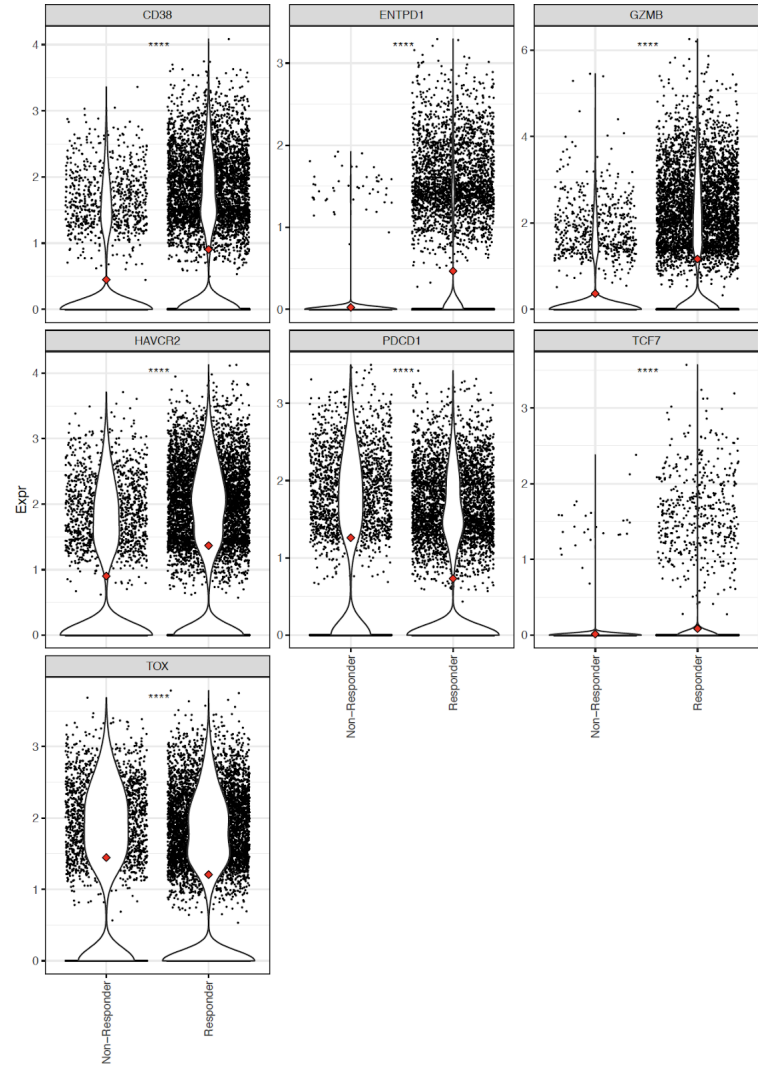 CD38
ENTPD1
GZMB
****
****
****
4
3
2
1
0
3
2
1
0
6
4
2
0
HAVCR2
PDCD1
TCF7
****
****
****
4
3
2
1
0
3
2
1
0
3
2
1
0
Expr
TOX
****
3
2
1
0
Non-Responder
Responder
Non-Responder
Responder
Non-Responder
Responder